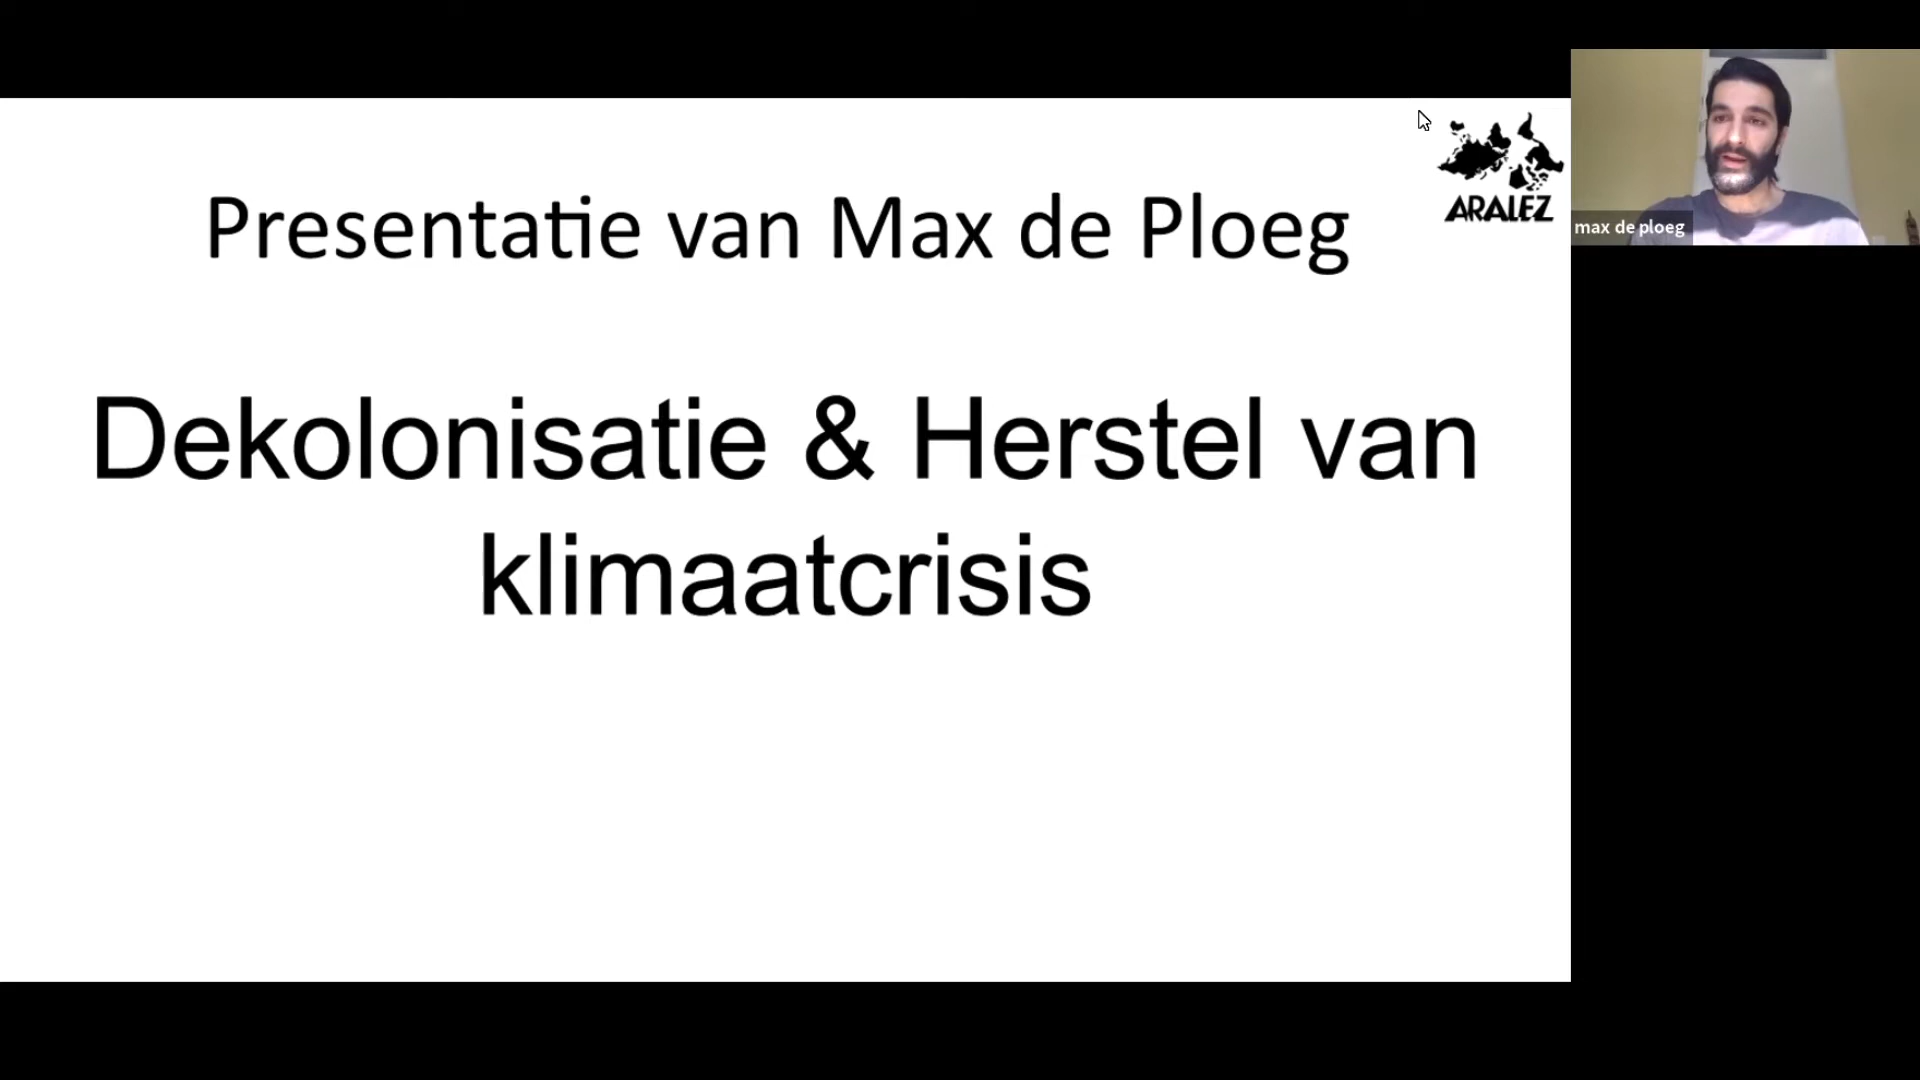 Presentatie van Max de Ploeg
ARALEZ
max de ploeg
Dekolonisatie & Herstel van
klimaatcrisis